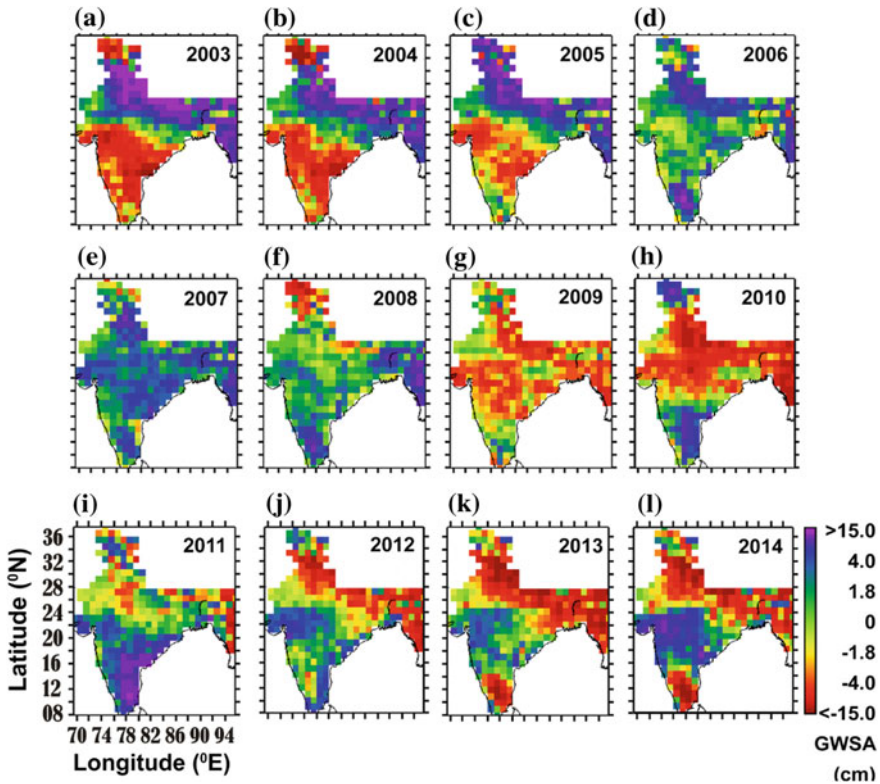 (a) (b) (c) (d)
2003 2004 2005 2006
(e) (f) (g) (h)
2007 2008 2009 2010
(i) (j) (k) (l)
2011 2012 2013 2014
Latitude (⁰N)
36
32
28
24
20
16
12
08
70 74 78 82 86 90 94
Longitude (⁰E)
>15.0
4.0
1.8
0
-1.8
-4.0
<-15.0
GWSA
(cm)